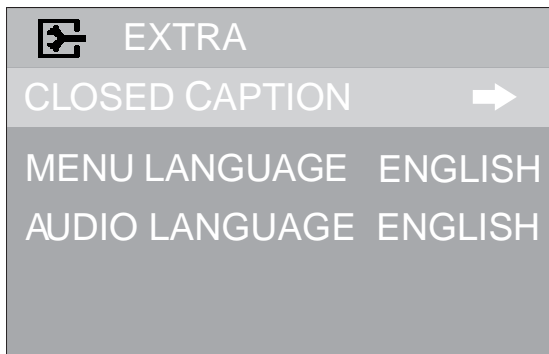 EXTRA
CLOSED CAPTION
MENU LANGUAGE ENGLISH
AUDIO LANGUAGE ENGLISH